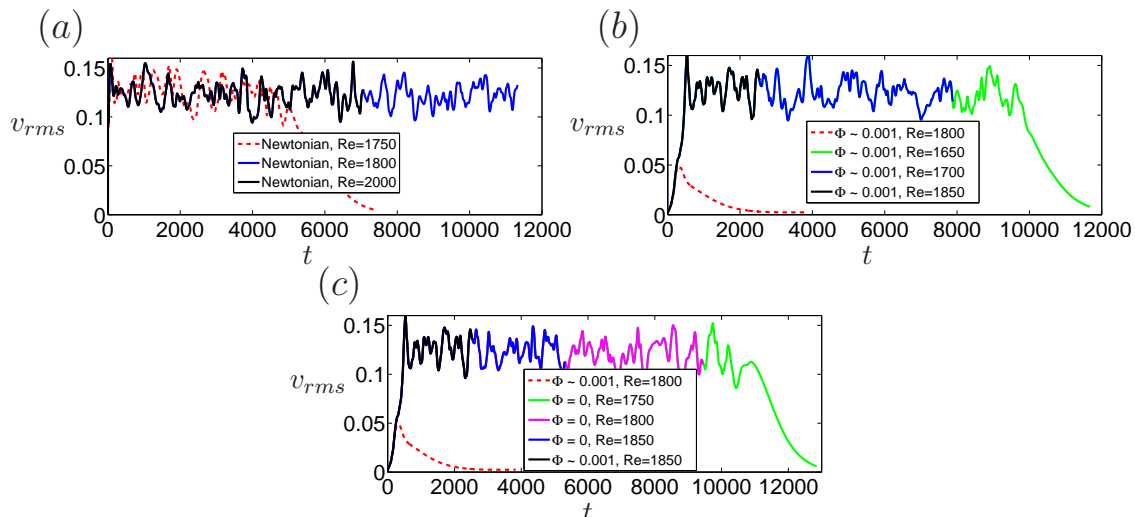 (a)
0.15
0.1
0.05
0
v_rms
Newtonian, Re=1750
Newtonian, Re=1800
Newtonian, Re=2000
0 2000 4000 6000 8000 10000 12000
t
(b)
0.15
0.1
0.05
0
v_rms
Φ ~ 0.001, Re=1800
Φ ~ 0.001, Re=1650
Φ ~ 0.001, Re=1700
Φ ~ 0.001, Re=1850
0 2000 4000 6000 8000 10000 12000
t
(c)
0.15
0.1
0.05
0
v_rms
Φ ~ 0.001, Re=1800
Φ = 0, Re=1750
Φ = 0, Re=1800
Φ = 0, Re=1850
Φ ~ 0.001, Re=1850
0 2000 4000 6000 8000 10000 12000
t